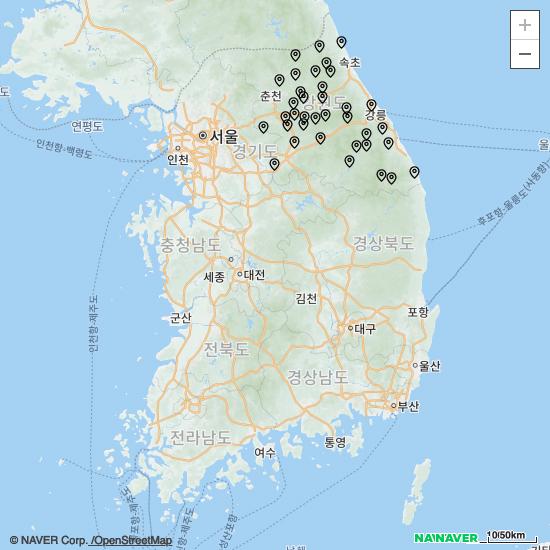 +
−
속초
춘천
강원도
강릉
연평도
서울
인천
경기도
인천항-백령도
울
후포항-울릉도(사동항)
충청남도
경상북도
세종
대전
김천
인천항-제주도
군산
포항
대구
전북도
경상남도
울산
부산
전라남도
여수
통영
© NAVER Corp. /OpenStreetMap
NAVER
10/50km